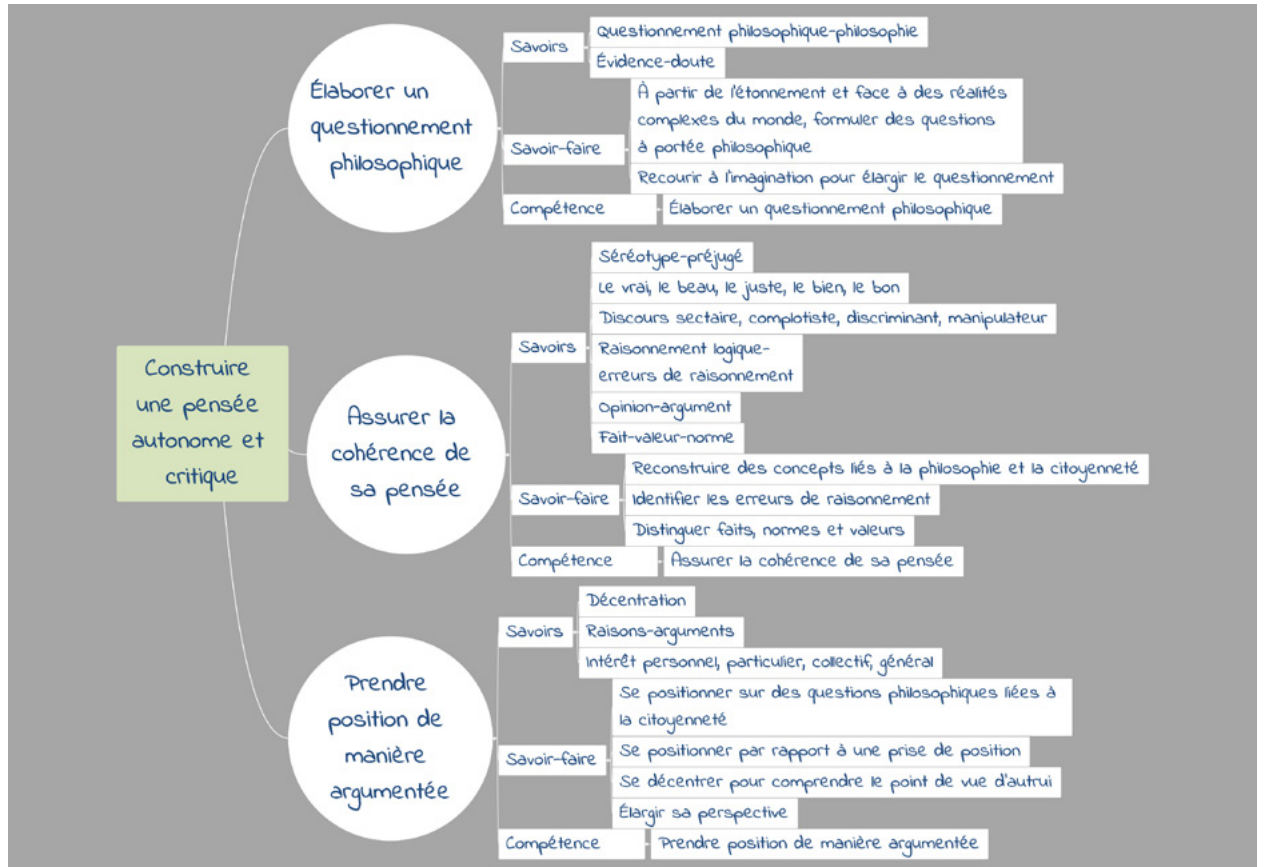 Construire
une pensée
autonome et
critique
Élaborer un
questionnement
philosophique
Savoirs
Questionnement philosophique-philosophie
Évidence-doute
Savoir-faire
À partir de l'étonnement et face à des réalités
complexes du monde, formuler des questions
à portée philosophique
Recourir à l'imagination pour élargir le questionnement
Compétence
Élaborer un questionnement philosophique
Assurer la
cohérence de
sa pensée
Savoirs
Séréotype-préjugé
Le vrai, le beau, le juste, le bien, le bon
Discours sectaire, complotiste, discriminant, manipulateur
Raisonnement logique-
erreurs de raisonnement
Opinion-argument
Fait-valeur-norme
Savoir-faire
Reconstruire des concepts liés à la philosophie et la citoyenneté
Identifier les erreurs de raisonnement
Distinguer faits, normes et valeurs
Compétence
Assurer la cohérence de sa pensée
Prendre
position de
manière
argumentée
Savoirs
Décentration
Raisons-arguments
Intérêt personnel, particulier, collectif, général
Savoir-faire
Se positionner sur des questions philosophiques liées à
la citoyenneté
Se positionner par rapport à une prise de position
Se décentrer pour comprendre le point de vue d'autrui
Élargir sa perspective
Compétence
Prendre position de manière argumentée